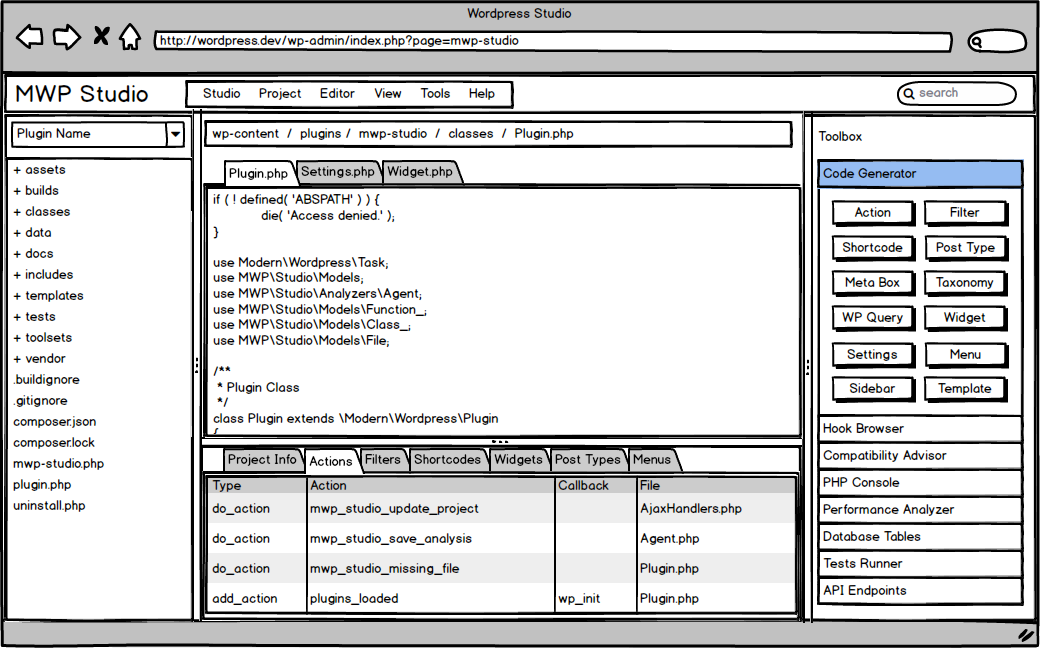 Wordpress Studio
http://wordpress.dev/wp-admin/index.php?page=mwp-studio
MWP Studio
Studio Project Editor View Tools Help
search
Plugin Name
+ assets
+ builds
+ classes
+ data
+ docs
+ includes
+ templates
+ tests
+ toolsets
+ vendor
.buildignore
.gitignore
composer.json
composer.lock
mwp-studio.php
plugin.php
uninstall.php
wp-content / plugins / mwp-studio / classes / Plugin.php
Plugin.php Settings.php Widget.php
if ( ! defined( 'ABSPATH' ) ) {
die( 'Access denied.' );
}
use Modern\Wordpress\Task;
use MWP\Studio\Models;
use MWP\Studio\Analyzers\Agent;
use MWP\Studio\Models\Function_;
use MWP\Studio\Models\Class_;
use MWP\Studio\Models\File;
/**
* Plugin Class
*/
class Plugin extends \Modern\Wordpress\Plugin
{
Project Info Actions Filters Shortcodes Widgets Post Types Menus
Type Action Callback File
do_action mwp_studio_update_project AjaxHandlers.php
do_action mwp_studio_save_analysis Agent.php
do_action mwp_studio_missing_file Plugin.php
add_action plugins_loaded wp_init Plugin.php
Toolbox
Code Generator
Action Filter
Shortcode Post Type
Meta Box Taxonomy
WP Query Widget
Settings Menu
Sidebar Template
Hook Browser
Compatibility Advisor
PHP Console
Performance Analyzer
Database Tables
Tests Runner
API Endpoints